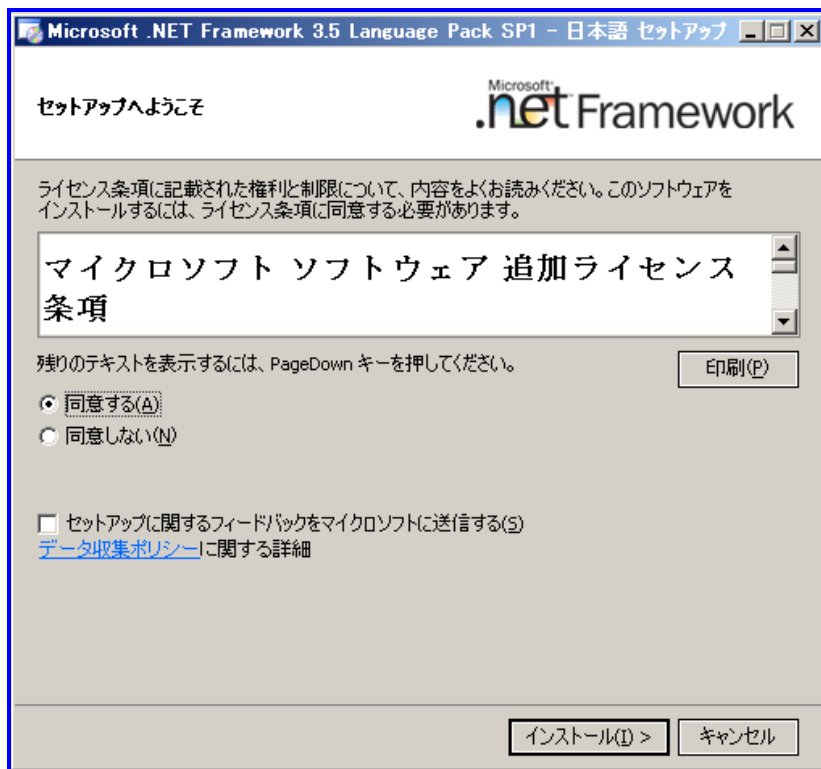 Microsoft .NET Framework 3.5 Language Pack SP1 - 日本語 セットアップ
セットアップへようこそ
Microsoft
.net Framework
ライセンス条項に記載された権利と制限について、内容をよくお読みください。このソフトウェアを
インストールするには、ライセンス条項に同意する必要があります。
マイクロソフト ソフトウェア 追加ライセンス
条項
残りのテキストを表示するには、PageDown キーを押してください。
印刷(P)
同意する(A)
同意しない(N)
セットアップに関するフィードバックをマイクロソフトに送信する(S)
データ収集ポリシーに関する詳細
インストール(I) >
キャンセル